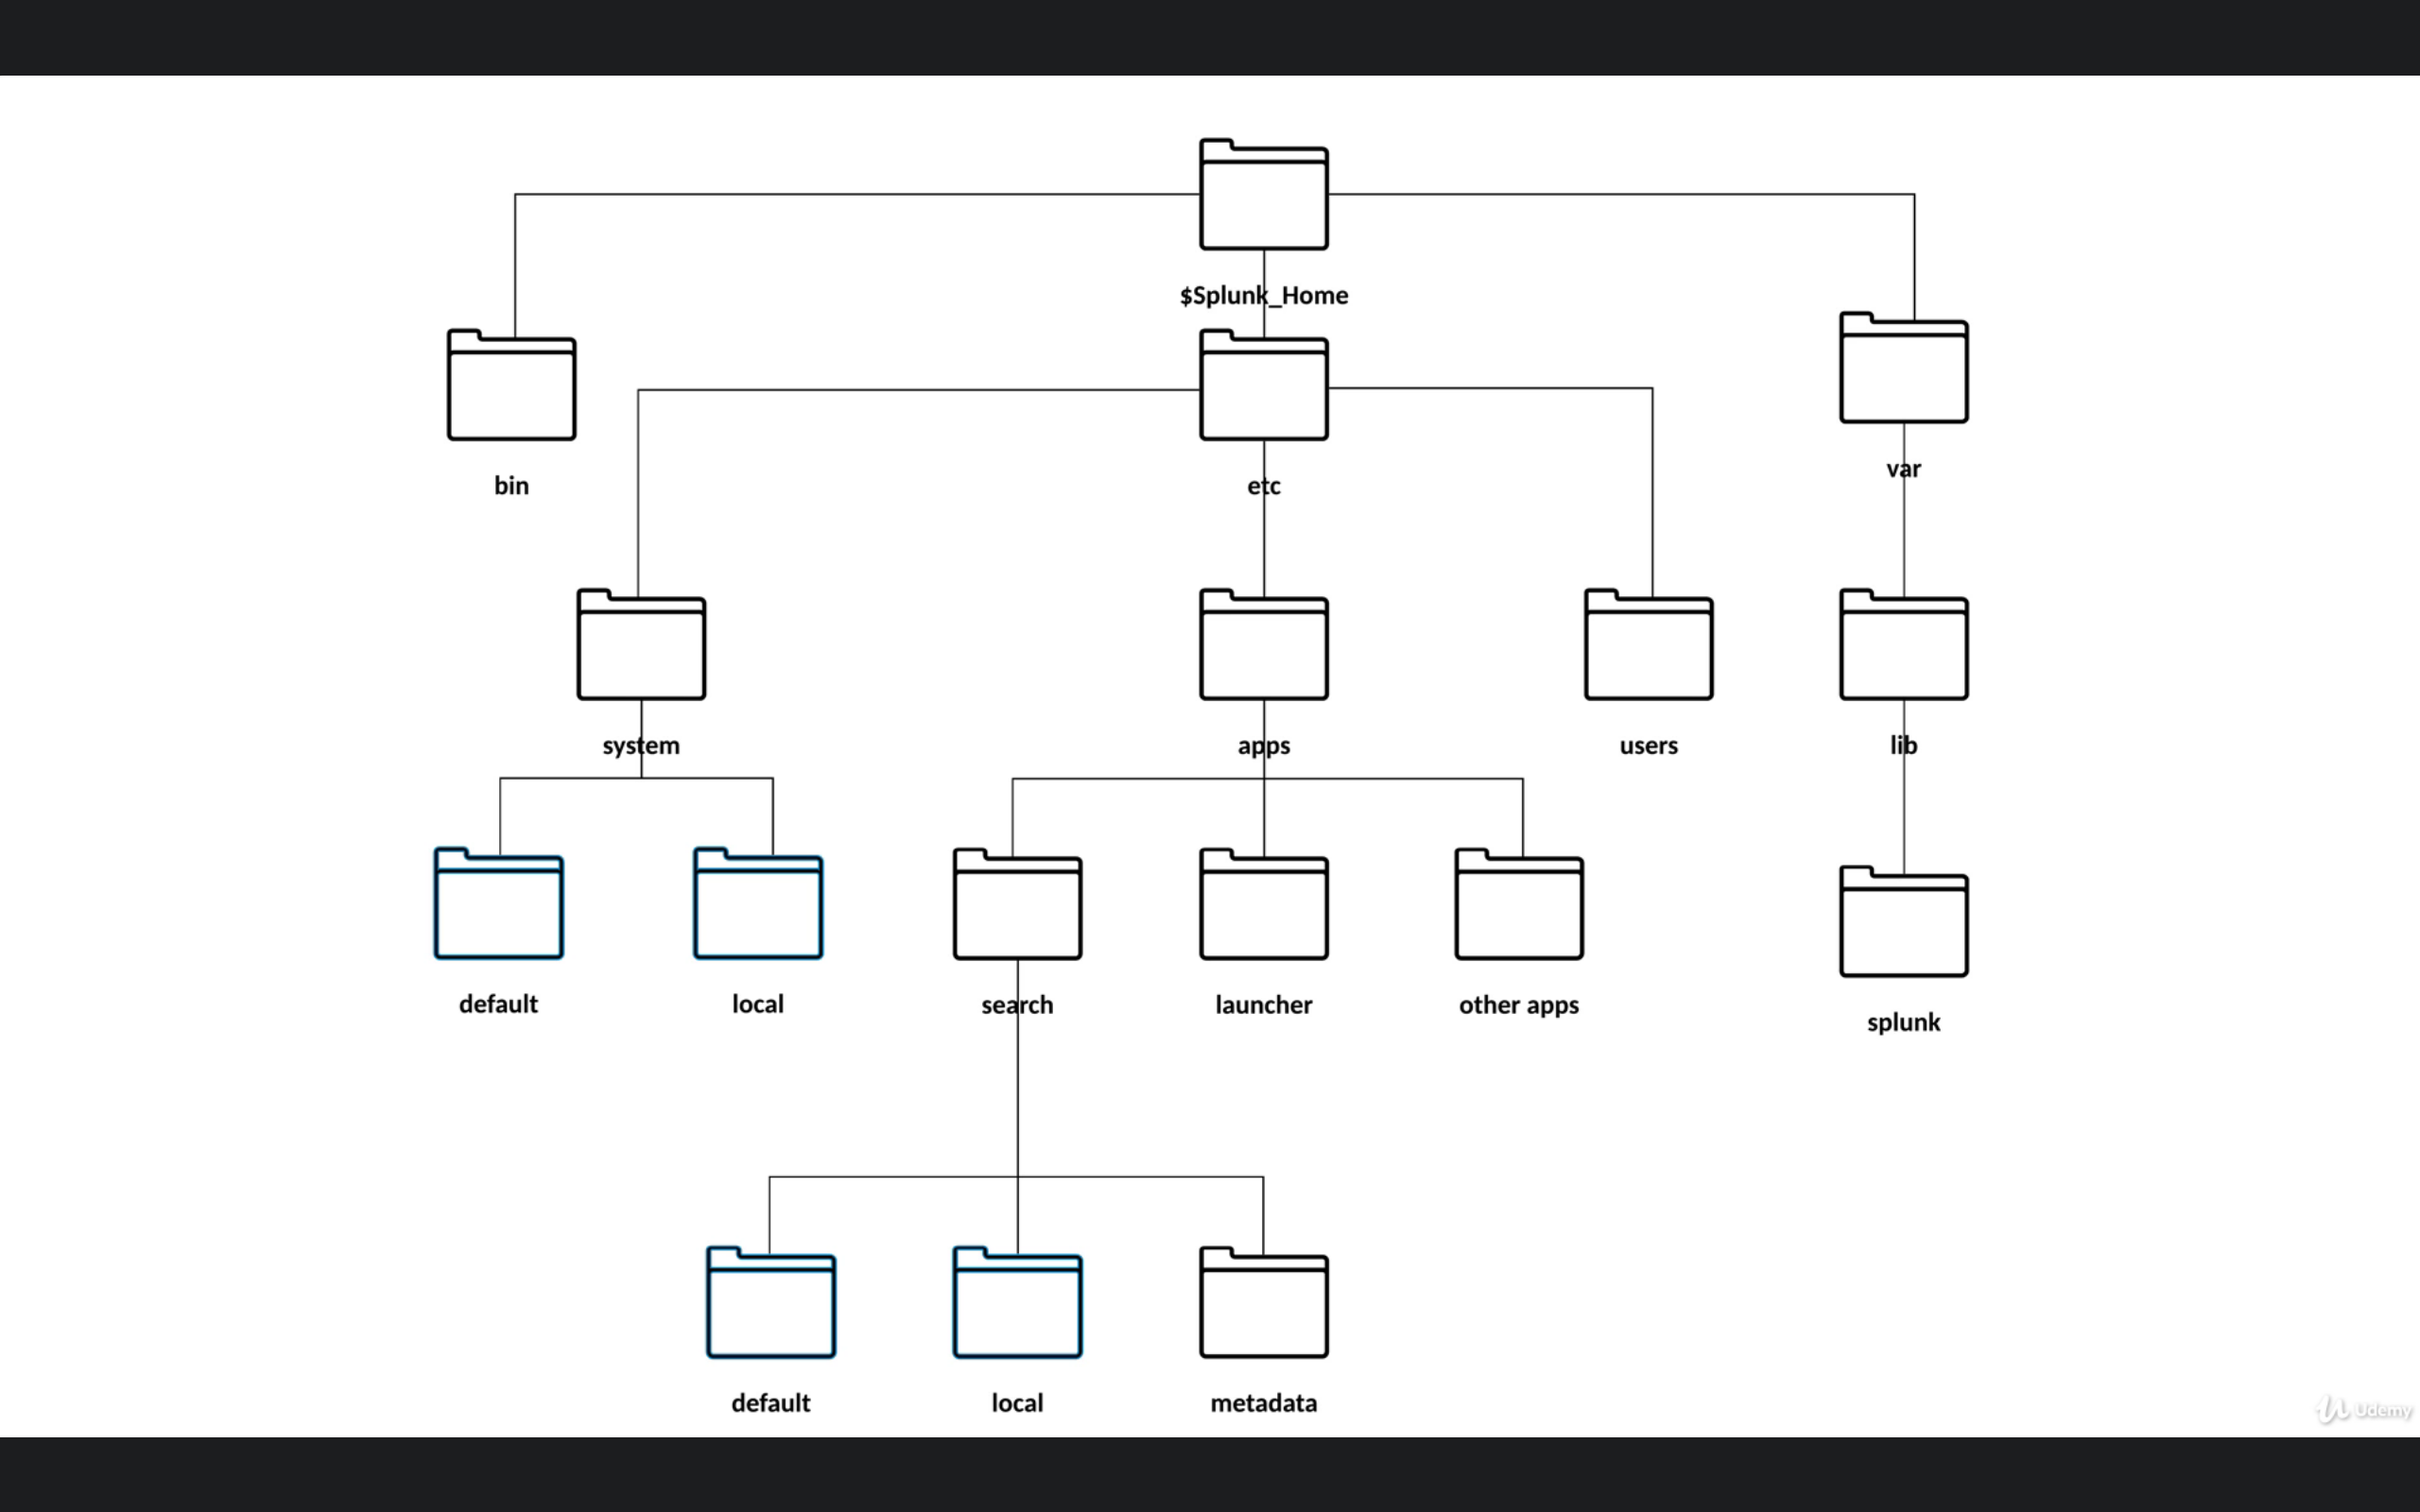 $Splunk_Home
bin
etc
var
system
apps
users
lib
default
local
search
launcher
other apps
splunk
default
local
metadata
Udemy